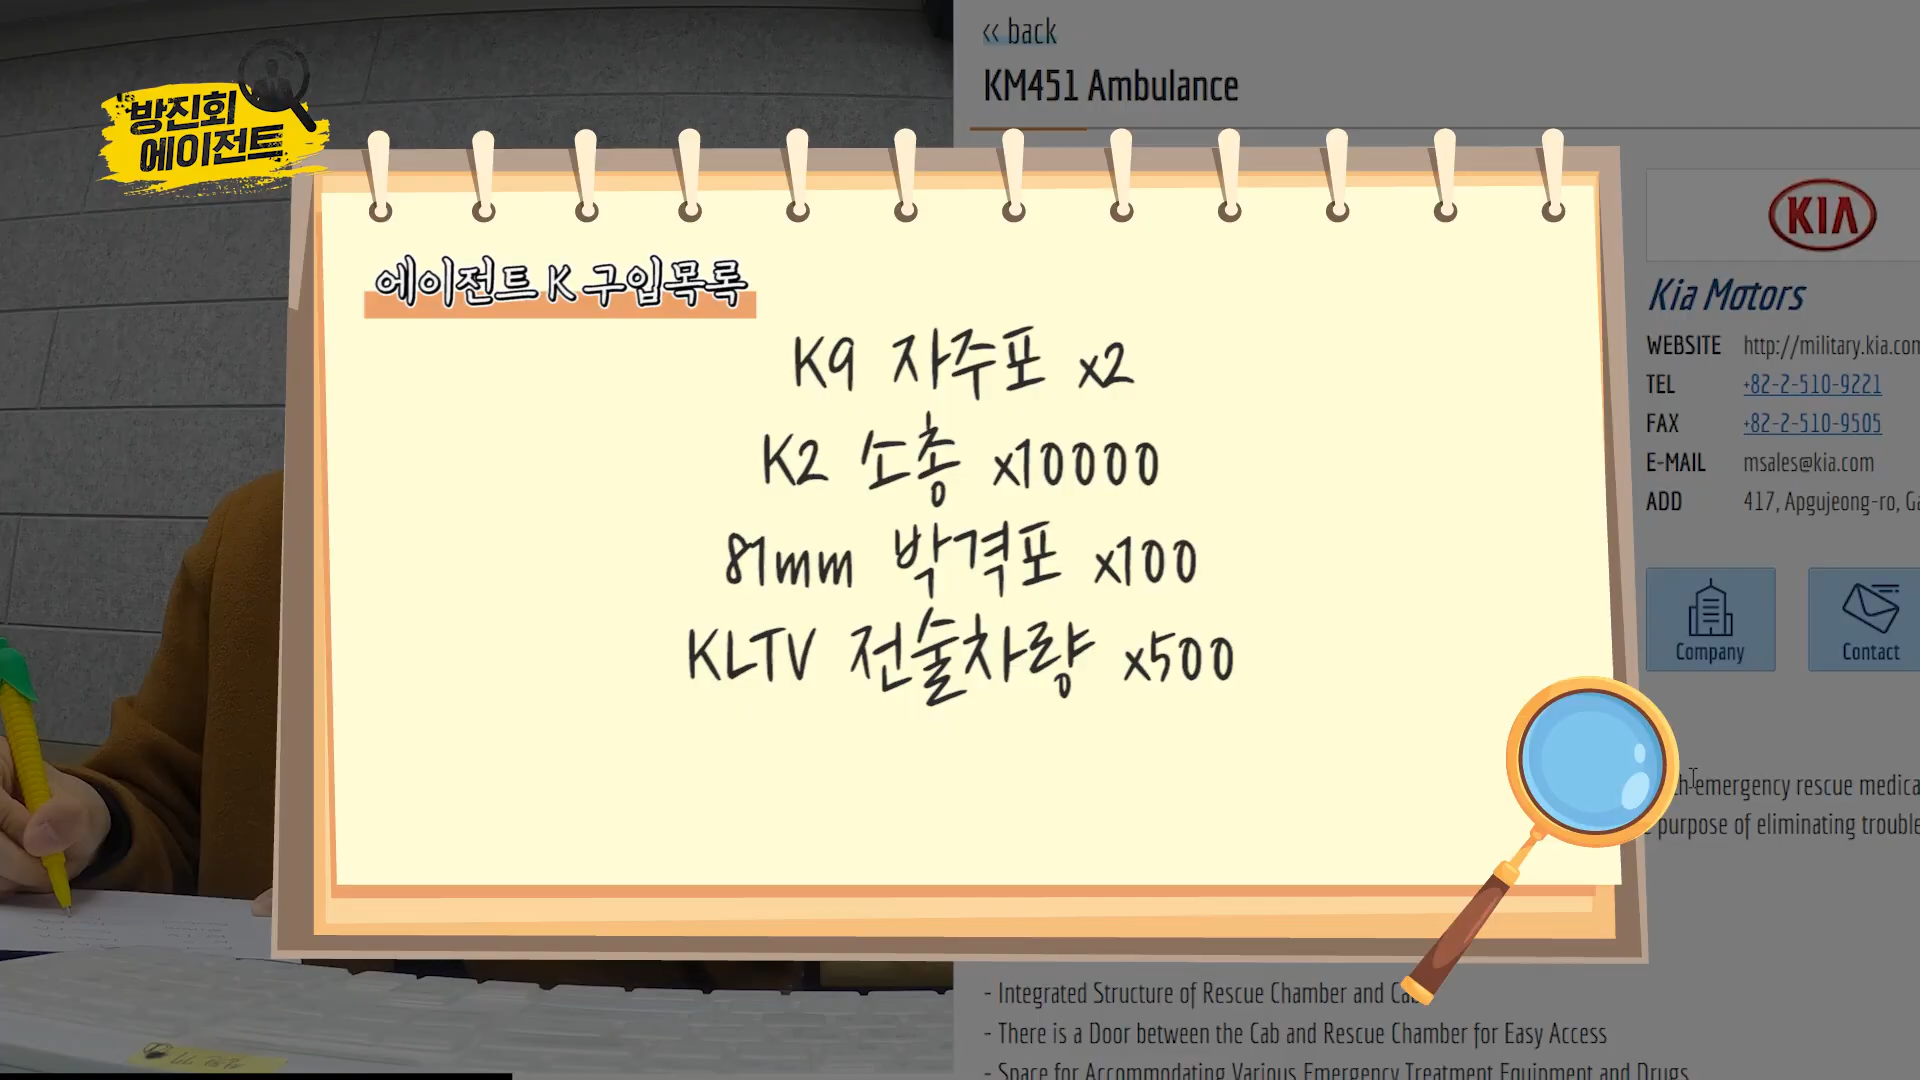 방진회
에이전트
<< back
KM451 Ambulance
에이전트 K 구입목록
K9 자주포 x2
K2 소총 x10000
81mm 박격포 x100
KLTV 전술차량 x500
KIA
Kia Motors
WEBSITE http://military.kia.com
TEL +82-2-510-9221
FAX +82-2-510-9505
E-MAIL msales@kia.com
ADD 417, Apgujeong-ro,
Company
Contact
emergency rescue medica
purpose of eliminating trouble
- Integrated Structure of Rescue Chamber and
- There is a Door between the Cab and Rescue Chamber for Easy Access
- Space for Accommodating Various Emergency Treatment Equipment and Drugs